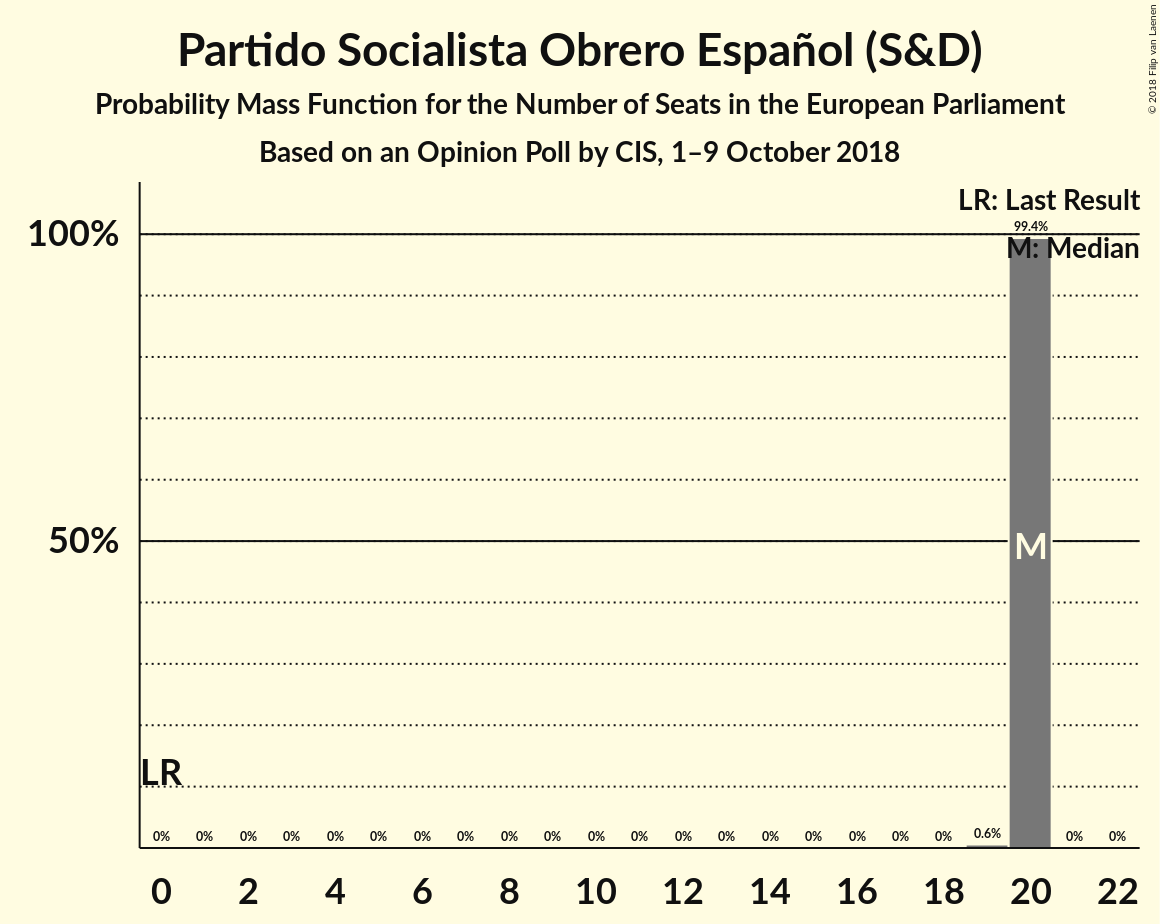 Partido Socialista Obrero Español (S&D)
Probability Mass Function for the Number of Seats in the European Parliament
Based on an Opinion Poll by CIS, 1–9 October 2018
© 2018 Filip van Laenen
LR: Last Result
M: Median
100%
50%
99.4%
M
LR
0% 0% 0% 0% 0% 0% 0% 0% 0% 0% 0% 0% 0% 0% 0% 0% 0% 0% 0% 0.6% 0% 0%
0 2 4 6 8 10 12 14 16 18 20 22